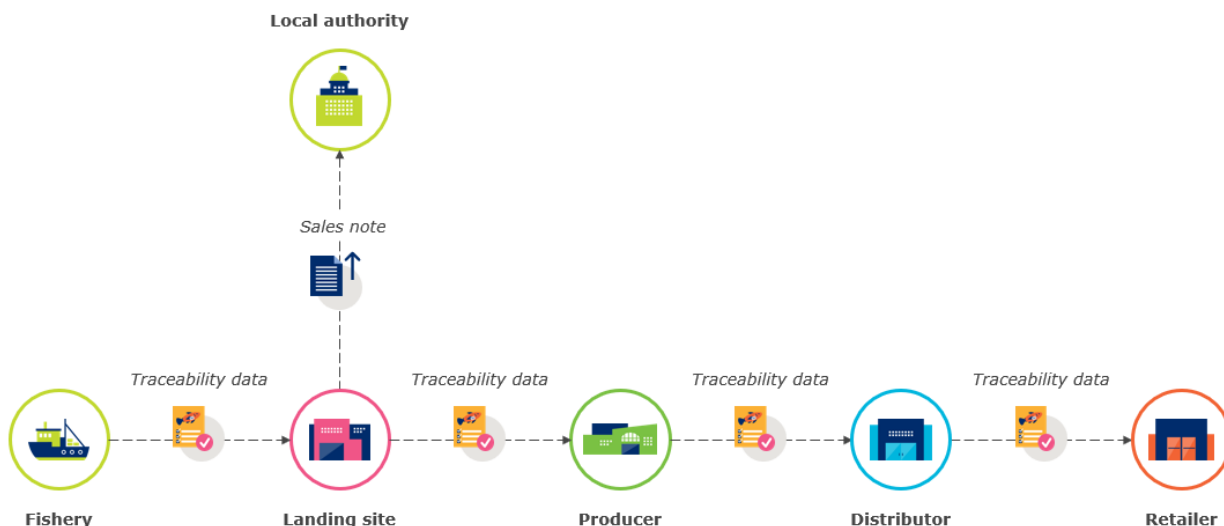 Local authority
Sales note
Traceability data
Traceability data
Traceability data
Traceability data
Fishery
Landing site
Producer
Distributor
Retailer